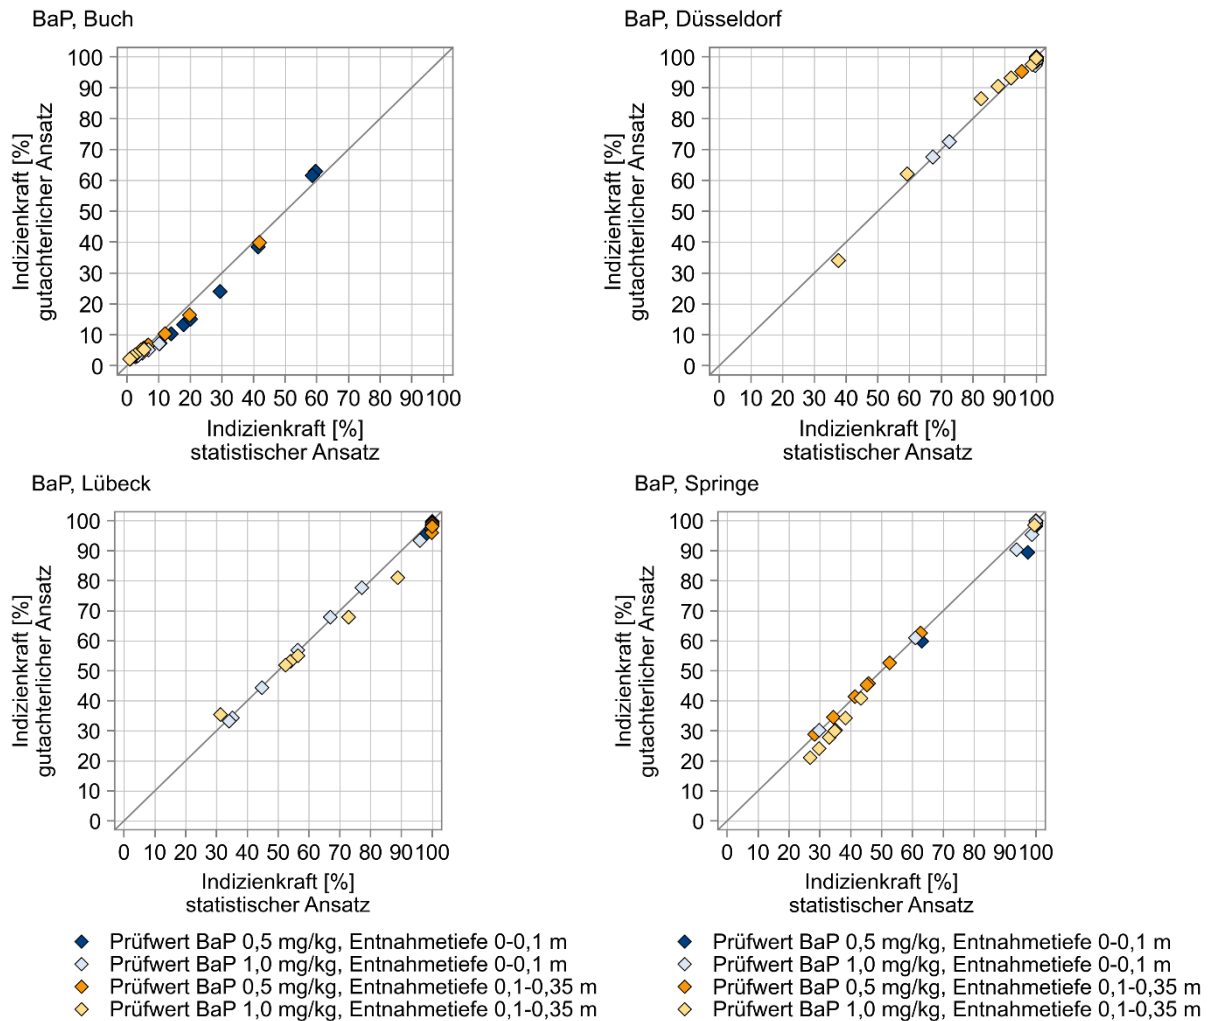 BaP, Buch
100
90
80
70
60
50
40
30
20
10
0
Indizienkraft [%]
gutachterlicher Ansatz
0 10 20 30 40 50 60 70 80 90 100
Indizienkraft [%]
statistischer Ansatz
BaP, Düsseldorf
100
90
80
70
60
50
40
30
20
10
0
Indizienkraft [%]
gutachterlicher Ansatz
0 10 20 30 40 50 60 70 80 90 100
Indizienkraft [%]
statistischer Ansatz
BaP, Lübeck
100
90
80
70
60
50
40
30
20
10
0
Indizienkraft [%]
gutachterlicher Ansatz
0 10 20 30 40 50 60 70 80 90 100
Indizienkraft [%]
statistischer Ansatz
BaP, Springe
100
90
80
70
60
50
40
30
20
10
0
Indizienkraft [%]
gutachterlicher Ansatz
0 10 20 30 40 50 60 70 80 90 100
Indizienkraft [%]
statistischer Ansatz
Prüfwert BaP 0,5 mg/kg, Entnahmetiefe 0-0,1 m
Prüfwert BaP 1,0 mg/kg, Entnahmetiefe 0-0,1 m
Prüfwert BaP 0,5 mg/kg, Entnahmetiefe 0,1-0,35 m
Prüfwert BaP 1,0 mg/kg, Entnahmetiefe 0,1-0,35 m
Prüfwert BaP 0,5 mg/kg, Entnahmetiefe 0-0,1 m
Prüfwert BaP 1,0 mg/kg, Entnahmetiefe 0-0,1 m
Prüfwert BaP 0,5 mg/kg, Entnahmetiefe 0,1-0,35 m
Prüfwert BaP 1,0 mg/kg, Entnahmetiefe 0,1-0,35 m